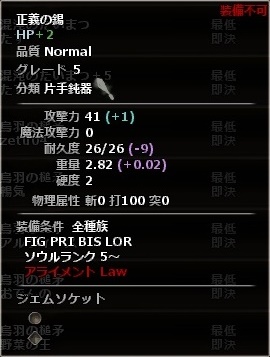 装備不可
正義の錫
HP+2
品質 Normal
グレード 5
分類 片手鈍器
攻撃力 41 (+1)
魔法攻撃力 0
耐久度 26/26 (-9)
重量 2.82 (+0.02)
硬度 2
物理属性 斬0 打100 突0
装備条件 全種族
FIG PRI BIS LOR
ソウルランク 5～
アライメント Law
ジェムソケット